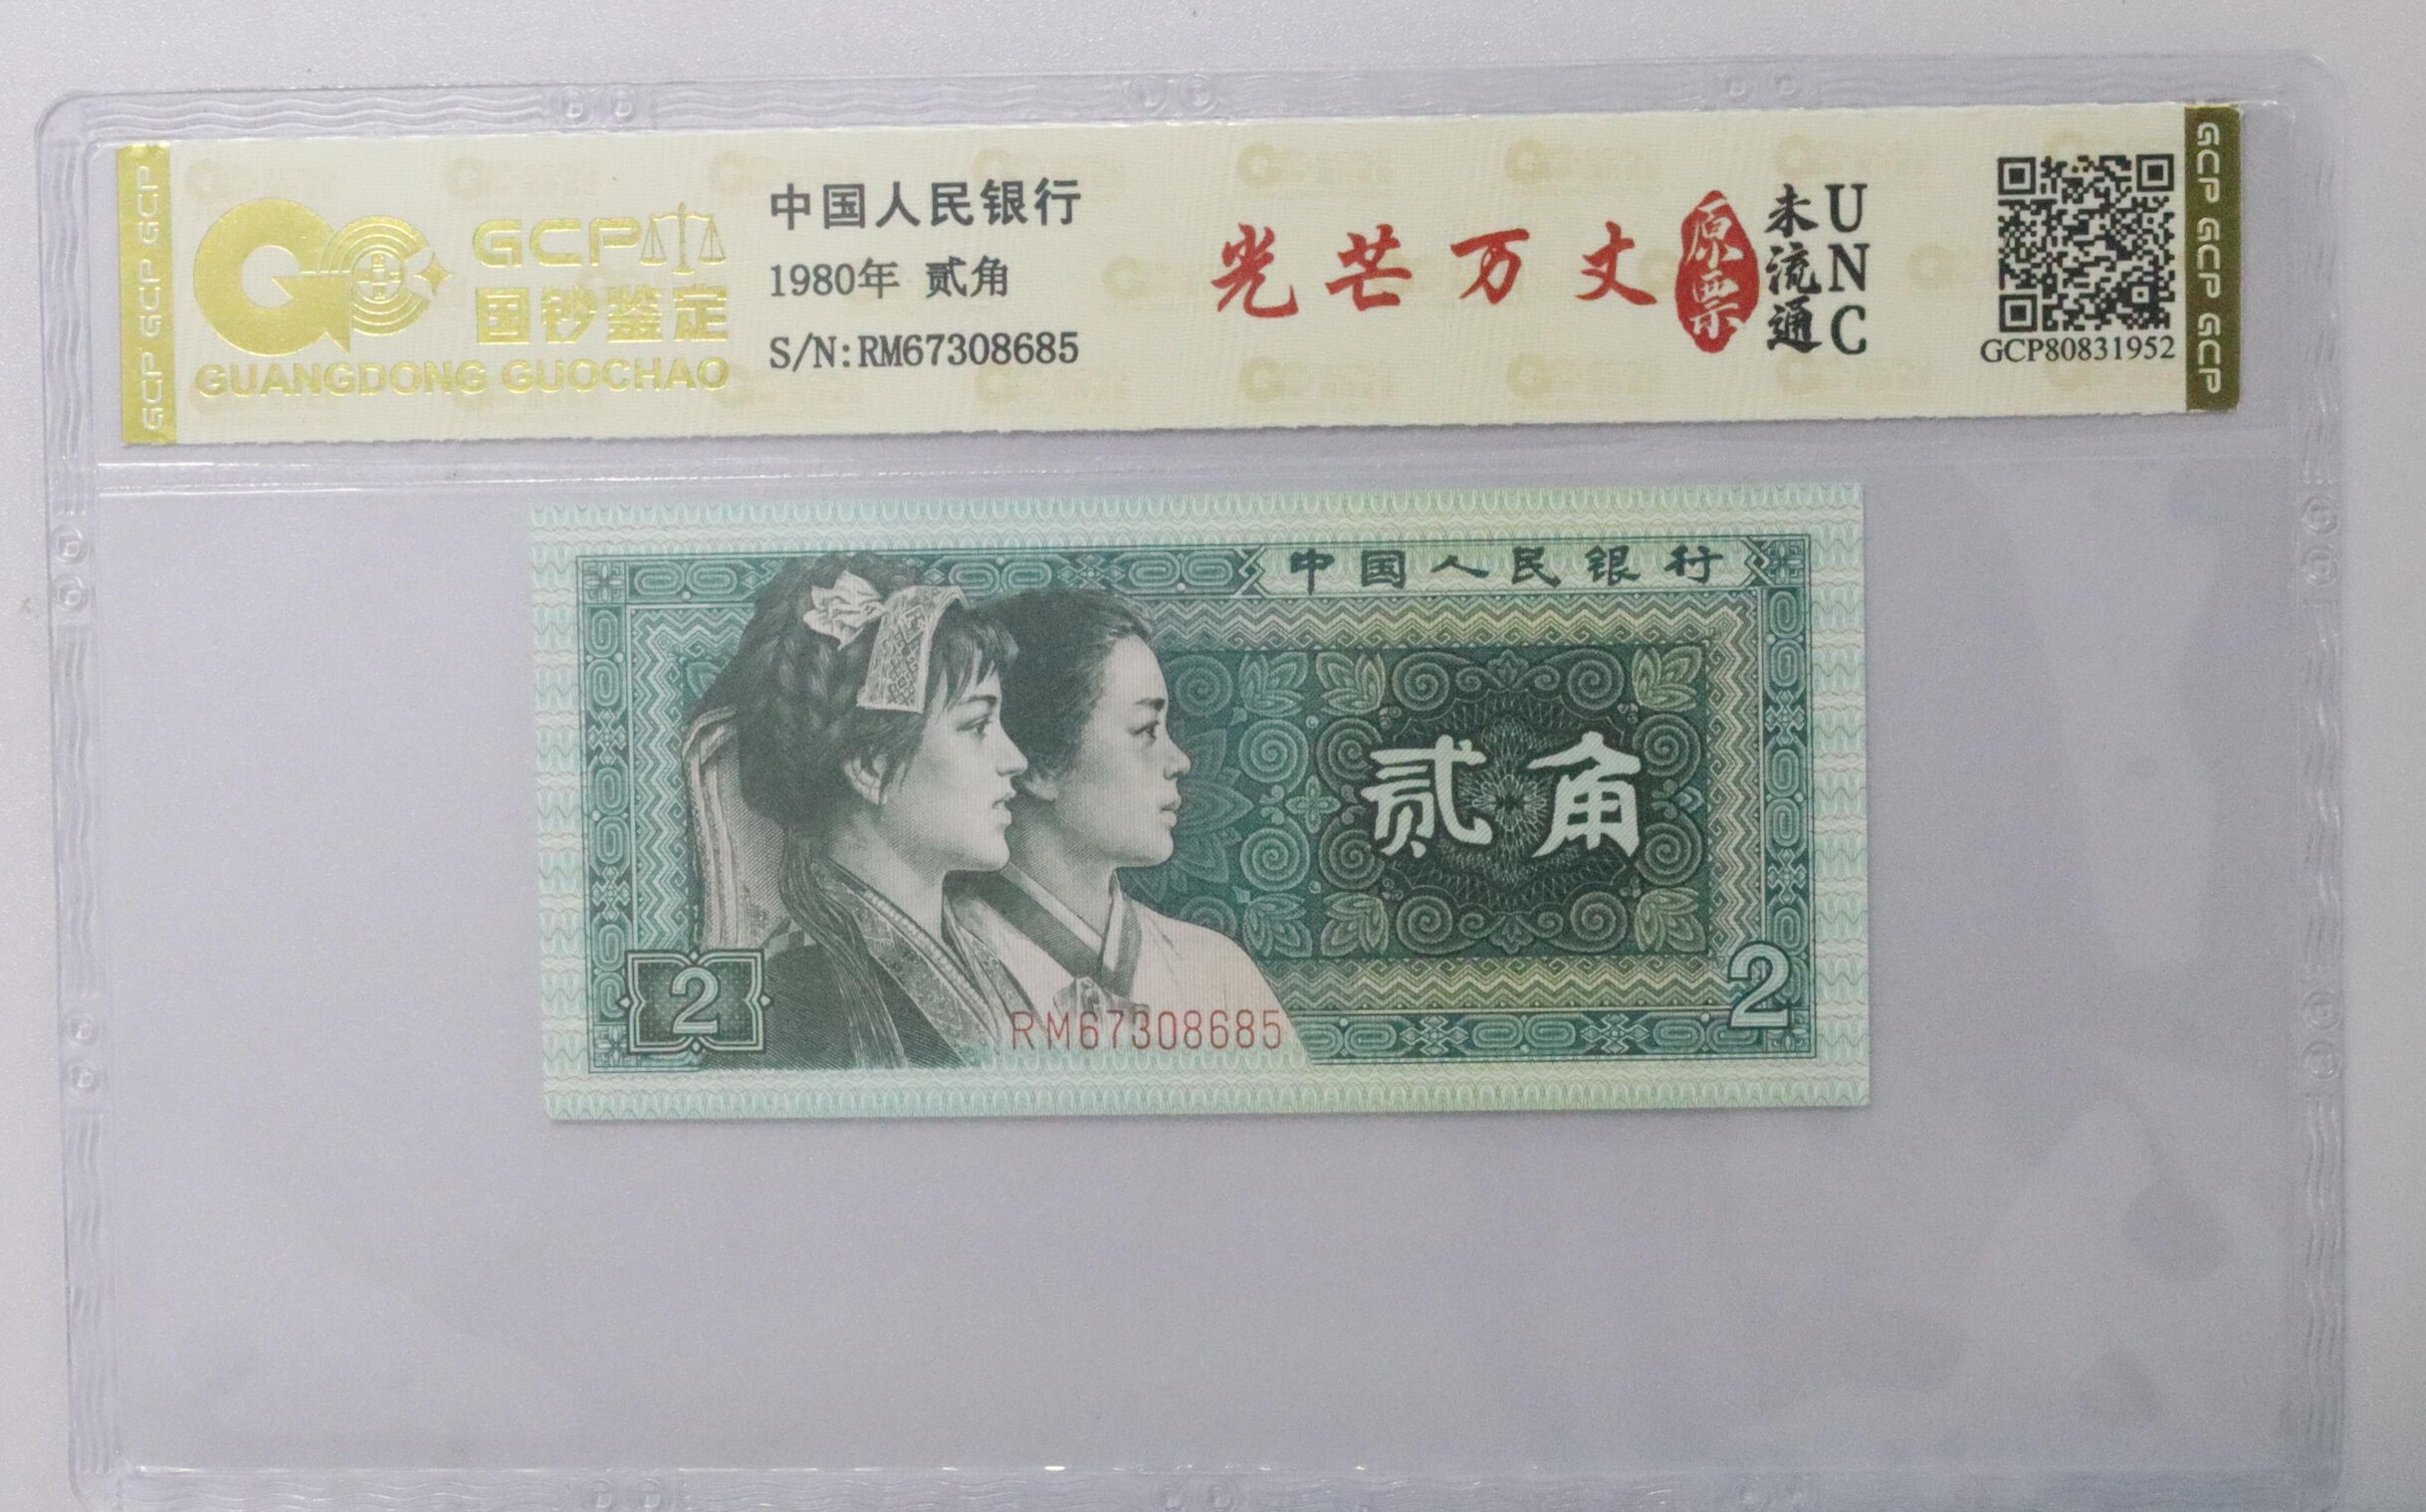 GCP GCP GCP
GCP
国钞鉴定
GUANGDONG GUOCHAO
中国人民银行
1980年 贰角
S/N:RM67308685
光芒万丈
原票
未流通
UNC
GCP80831952
GCP GCP GCP
中国人民银行
贰角
2
2
RM67308685